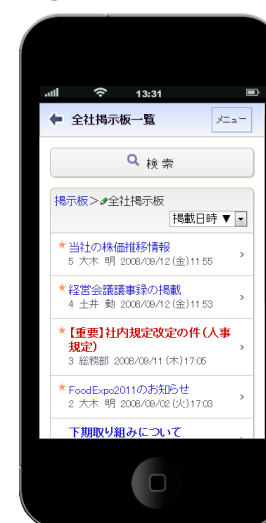 13:31
全社掲示板一覧
メニュー
検 索
掲示板>全社掲示板
掲載日時 ▼
当社の株価推移情報
5 大木 明 2008/09/12(金)11:55
経営会議議事録の掲載
4 土井 勤 2008/09/12(金)11:53
【重要】社内規定改定の件(人事
規定)
3 総務部 2008/09/11(木)17:05
FoodExpo2011のお知らせ
2 大木 明 2008/09/02(火)17:03
下期取り組みについて